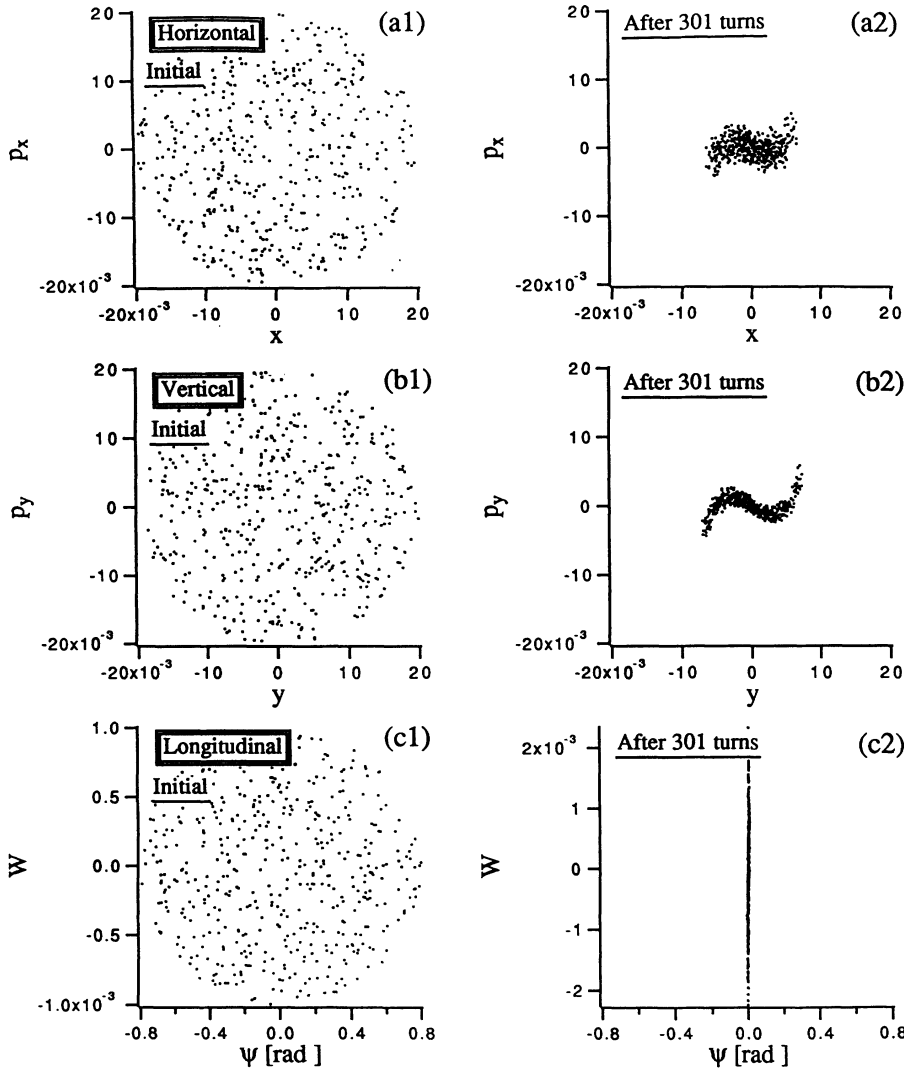 (a1)
Horizontal
Initial
20
10
0
-10
-20x10⁻³
pₓ
-20x10⁻³ -10 0 10 20
x
(a2)
After 301 turns
20
10
0
-10
-20x10⁻³
pₓ
-20x10⁻³ -10 0 10 20
x
(b1)
Vertical
Initial
20
10
0
-10
-20x10⁻³
p_y
-20x10⁻³ -10 0 10 20
y
(b2)
After 301 turns
20
10
0
-10
-20x10⁻³
p_y
-20x10⁻³ -10 0 10 20
y
(c1)
Longitudinal
Initial
1.0
0.5
0.0
-0.5
-1.0x10⁻³
W
-0.8 -0.4 0.0 0.4 0.8
ψ [rad ]
(c2)
After 301 turns
2x10⁻³
1
0
-1
-2
W
-0.8 -0.4 0.0 0.4 0.8
ψ [rad ]